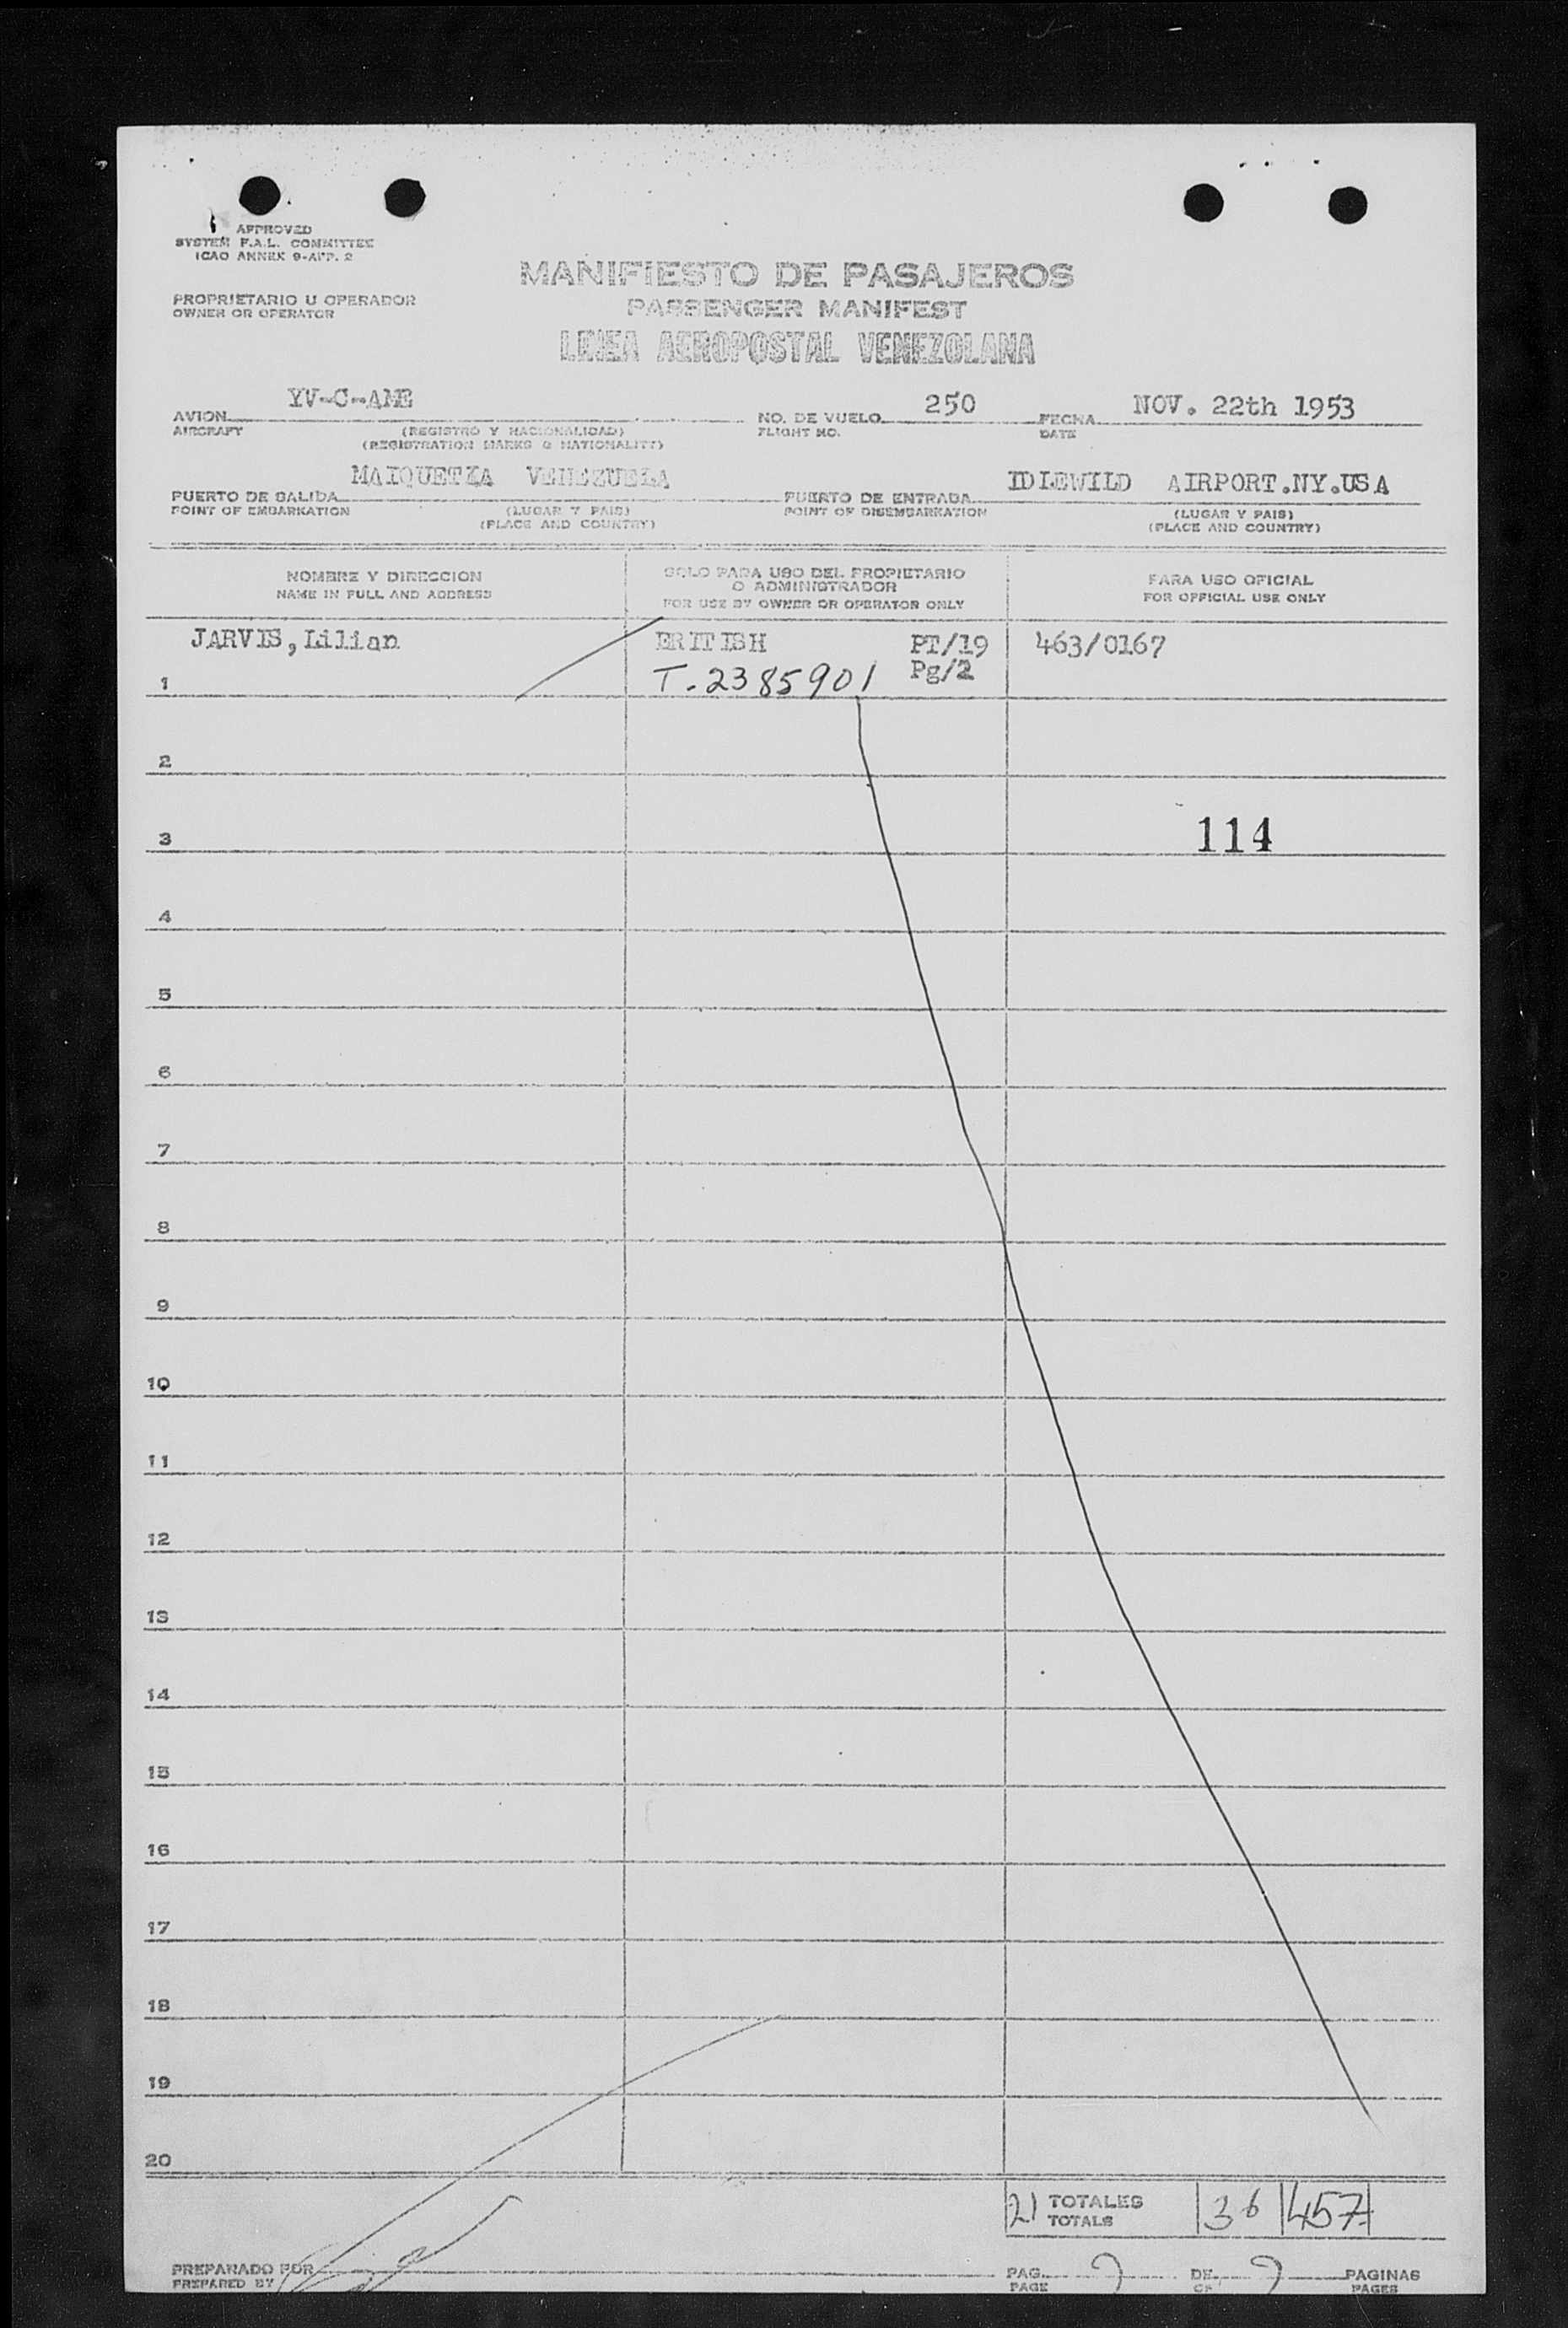 APPROVED
SYSTEM F.A.L. COMMITTEE
ICAO ANNEX 9-APP. 2
MANIFIESTO DE PASAJEROS
PASSENGER MANIFEST
LINEA AEROPOSTAL VENEZOLANA
PROPRIETARIO U OPERADOR
OWNER OR OPERATOR
AVION YV-C-AME NO. DE VUELO 250 FECHA NOV. 22th 1953
AIRCRAFT (REGISTRO Y NACIONALIDAD) FLIGHT NO. DATE
(REGISTRATION MARKS & NATIONALITY)
PUERTO DE SALIDA MAIQUETIA VENEZUELA PUERTO DE ENTRADA IDLEWILD AIRPORT.NY.USA
POINT OF EMBARKATION (LUGAR Y PAIS) POINT OF DISEMBARKATION (LUGAR Y PAIS)
(PLACE AND COUNTRY) (PLACE AND COUNTRY)
NOMBRE Y DIRECCION
NAME IN FULL AND ADDRESS
SOLO PARA USO DEL PROPIETARIO
O ADMINISTRADOR
FOR USE BY OWNER OR OPERATOR ONLY
PARA USO OFICIAL
FOR OFFICIAL USE ONLY
JARVIS,Lilian BRITISH PT/19 463/0167
1 T-2385901 Pg/2
2
3 114
4
5
6
7
8
9
10
11
12
13
14
15
16
17
18
19
20
21 TOTALES 36 457
TOTALS
PREPARADO POR PAG. DE PAGINAS
PREPARED BY PAGE OF PAGES